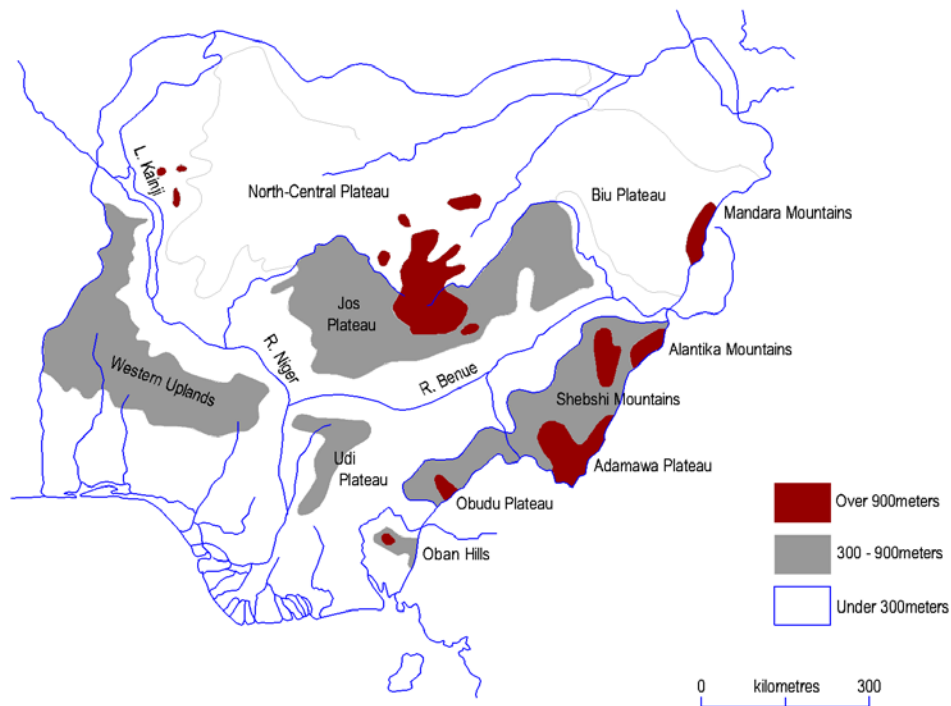 L. Kainji
North-Central Plateau
Biu Plateau
Mandara Mountains
Jos
Plateau
R. Niger
R. Benue
Alantika Mountains
Western Uplands
Shebshi Mountains
Udi
Plateau
Adamawa Plateau
Obudu Plateau
Oban Hills
Over 900meters
300 - 900meters
Under 300meters
0 kilometres 300